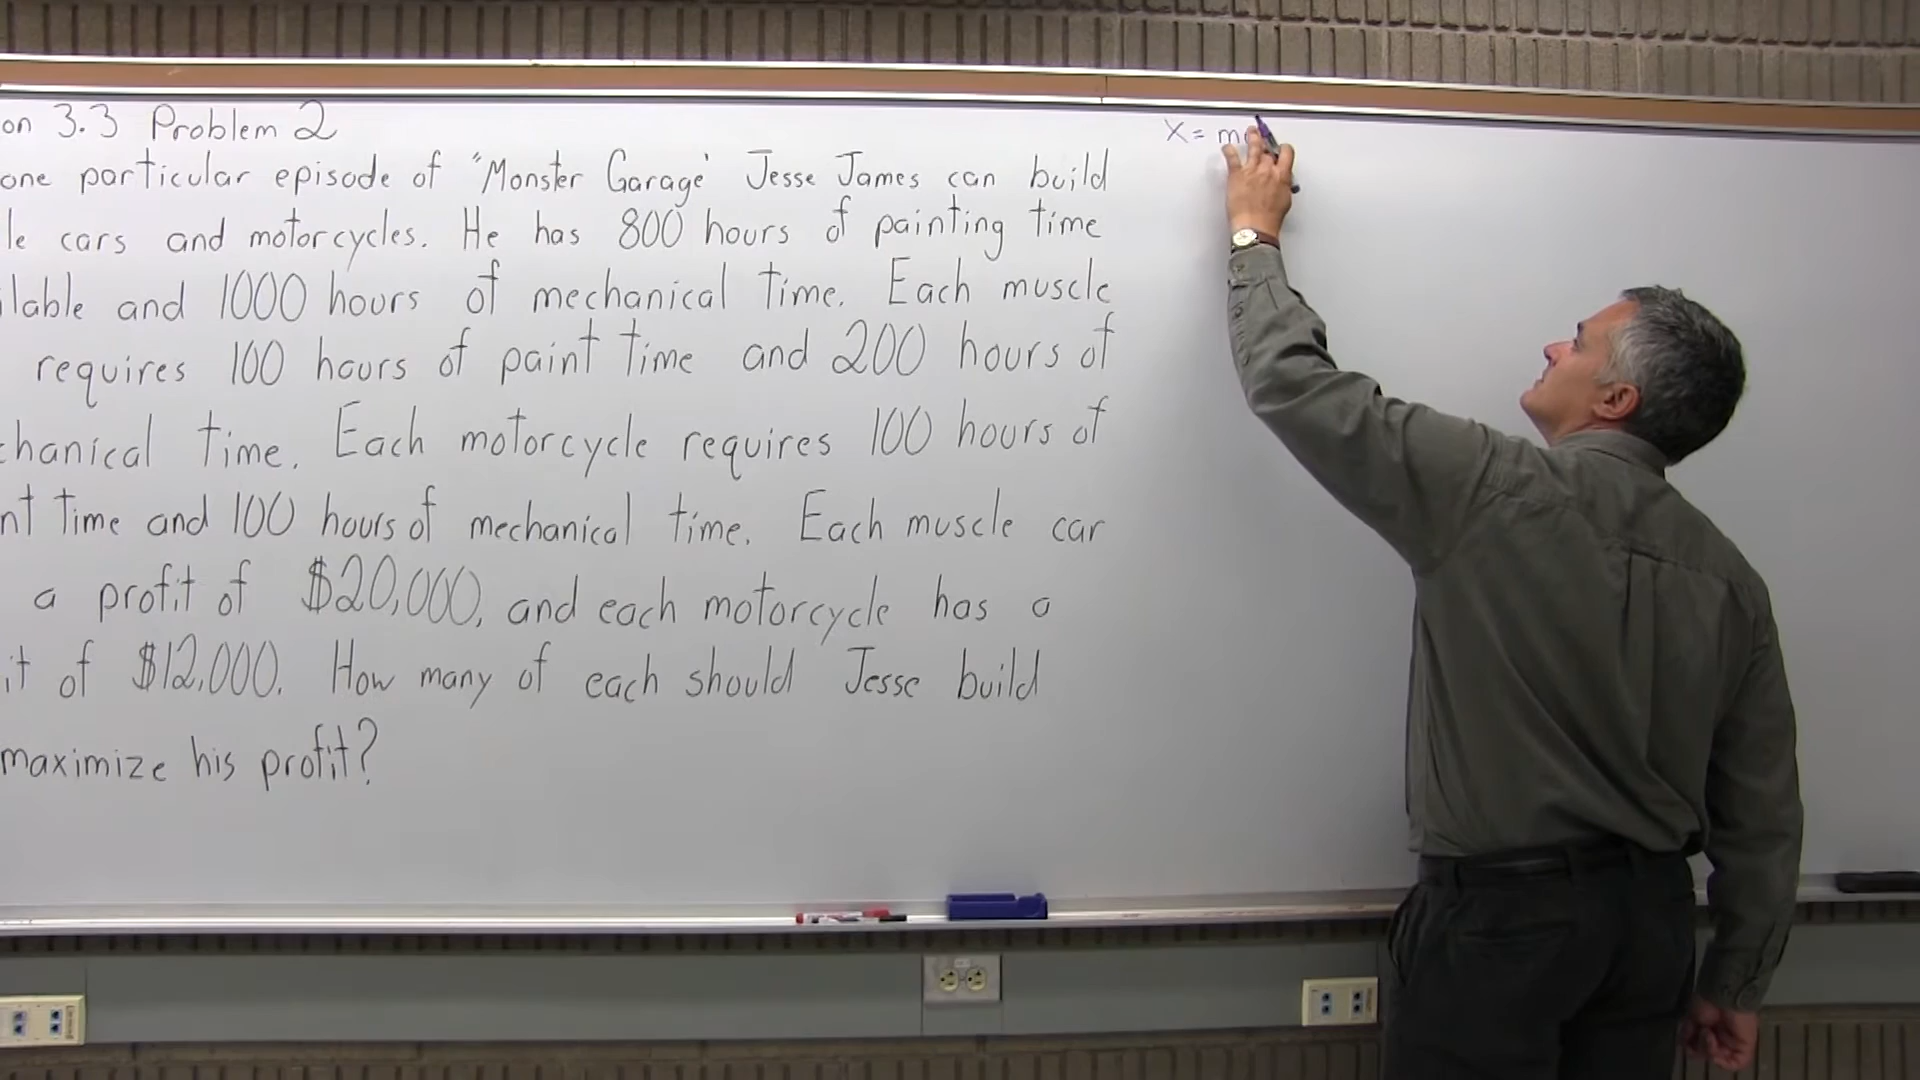 on 3.3 Problem 2
one particular episode of "Monster Garage" Jesse James can build
le cars and motorcycles. He has 800 hours of painting time
ilable and 1000 hours of mechanical time. Each muscle
requires 100 hours of paint time and 200 hours of
chanical time. Each motorcycle requires 100 hours of
nt time and 100 hours of mechanical time. Each muscle car
a profit of $20,000, and each motorcycle has a
it of $12,000. How many of each should Jesse build
maximize his profit?
X = m